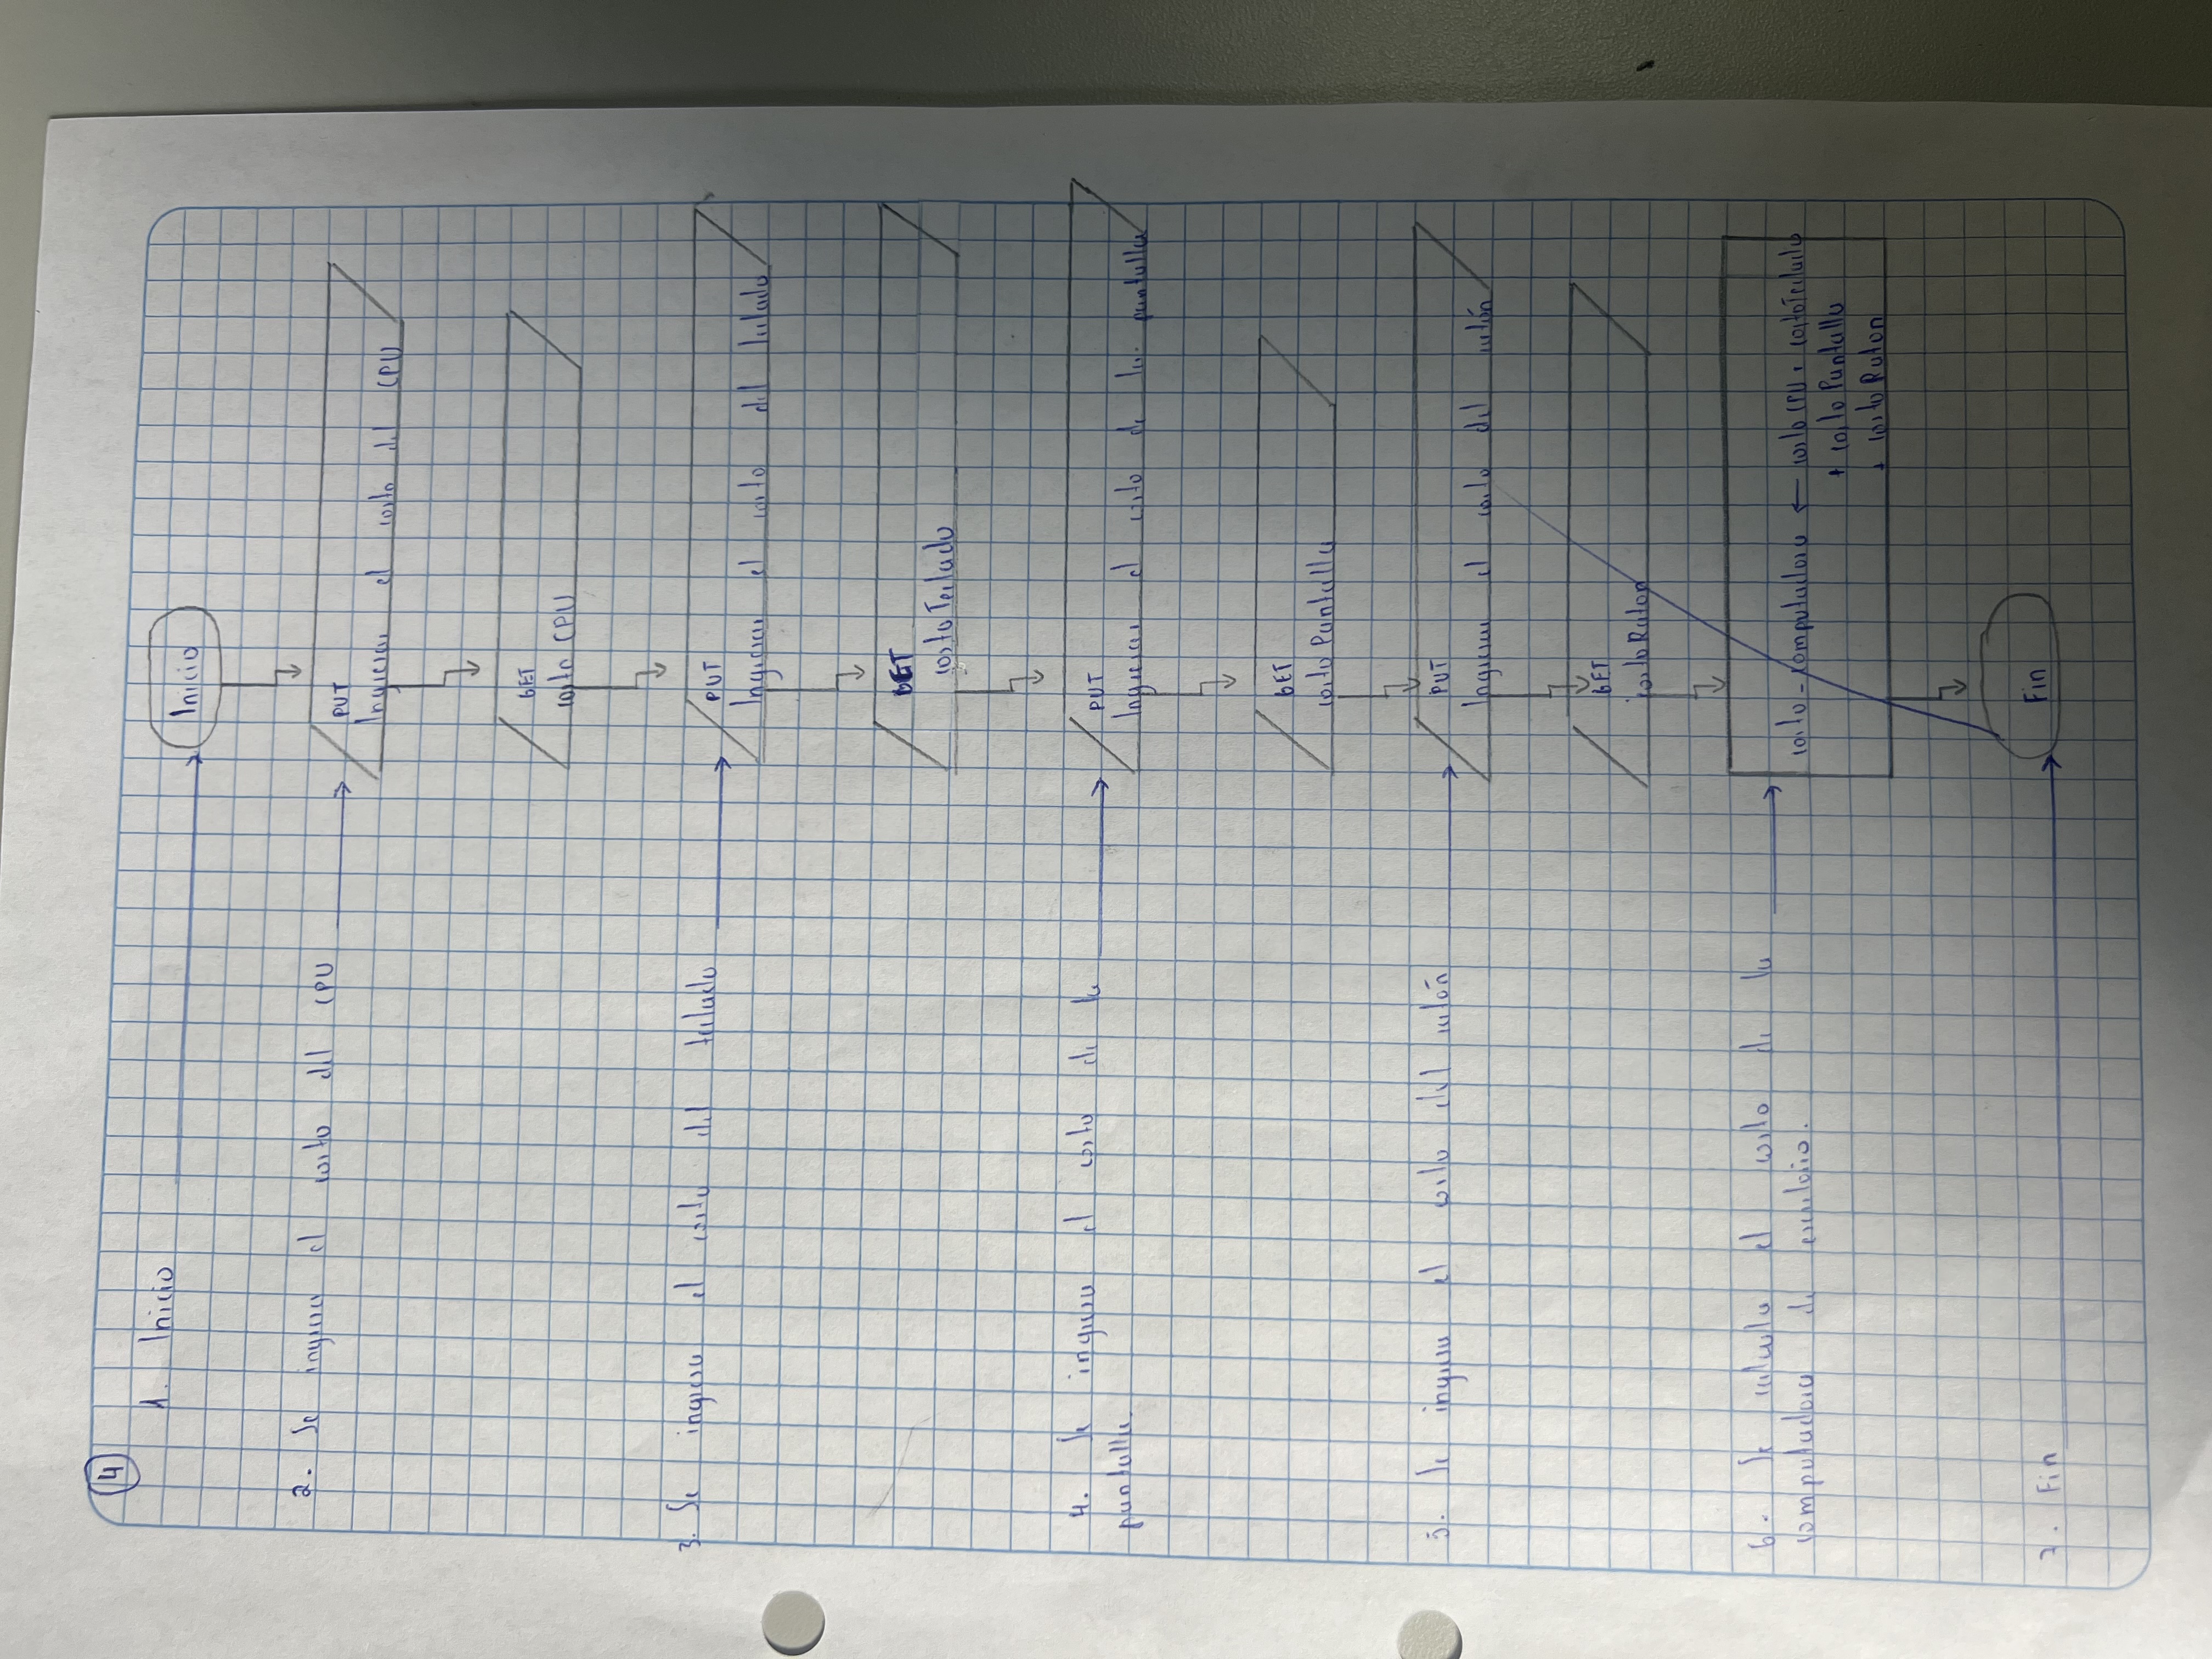 4
1. Inicio
Inicio
2. Se ingresa el costo del CPU
PUT
Ingresar el costo del CPU
GET
costo CPU
3. Se ingresa el costo del teclado
PUT
Ingresar el costo del teclado
GET
costo Teclado
4. Se ingresa el costo de la
pantalla.
PUT
Ingresar el costo de la pantalla
GET
costo Pantalla
5. Se ingresa el costo del ratón
PUT
Ingresar el costo del ratón
GET
costo Raton
6. Se calcula el costo de la
computadora de escritorio.
costo-computadora ← costo CPU + costoTeclado
+ costo Pantalla
+ costo Raton
7. Fin
Fin